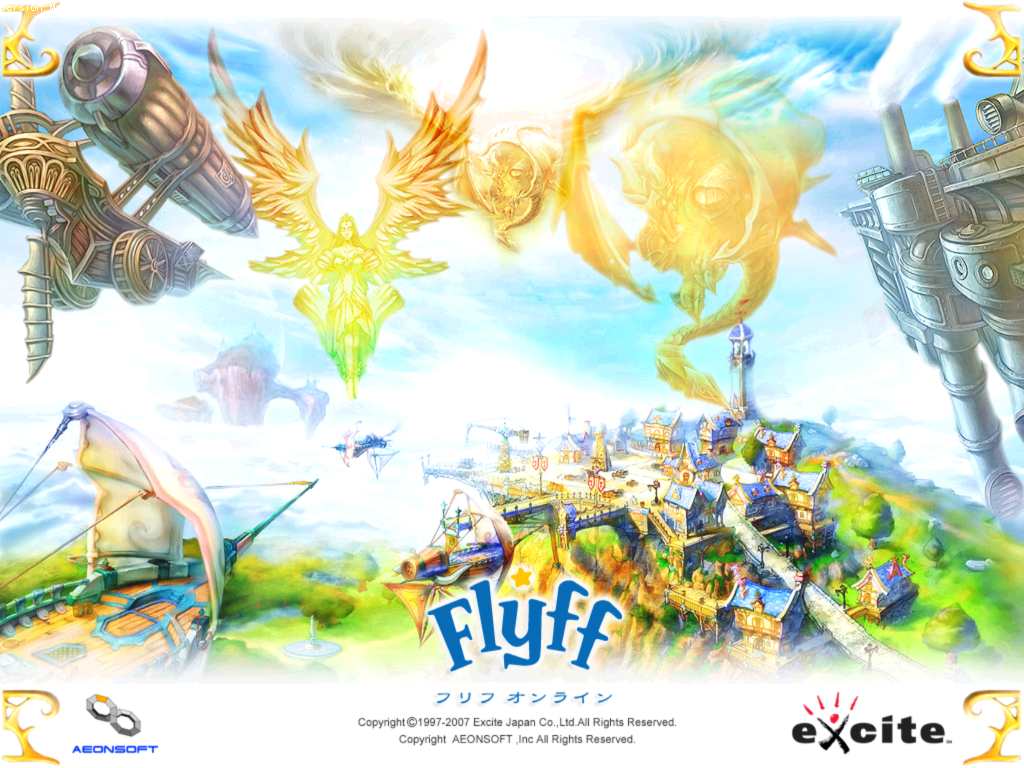 Flyff
フリフ オンライン
Copyright©1997-2007 Excite Japan Co.,Ltd.All Rights Reserved.
Copyright AEONSOFT ,Inc All Rights Reserved.
AEONSOFT
excite